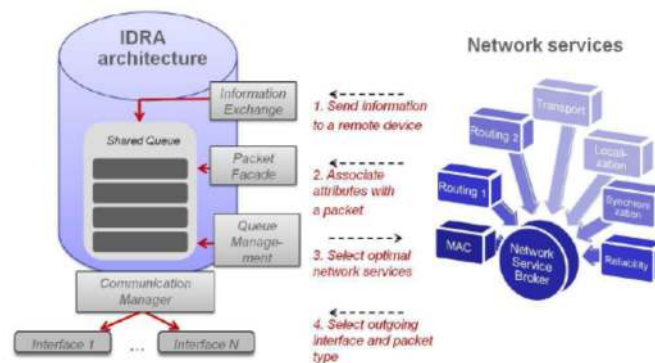 IDRA
architecture
Information
Exchange
Shared Queue
Packet
Facade
Queue
Manage-
ment
Communication
Manager
Interface 1
...
Interface N
1. Send information
to a remote device
2. Associate
attributes with
a packet
3. Select optimal
network services
4. Select outgoing
interface and packet
type
Network services
Transport
Routing 2
Locali-
zation
Routing 1
Synchroni
zation
MAC
Network
Service
Broker
Reliability